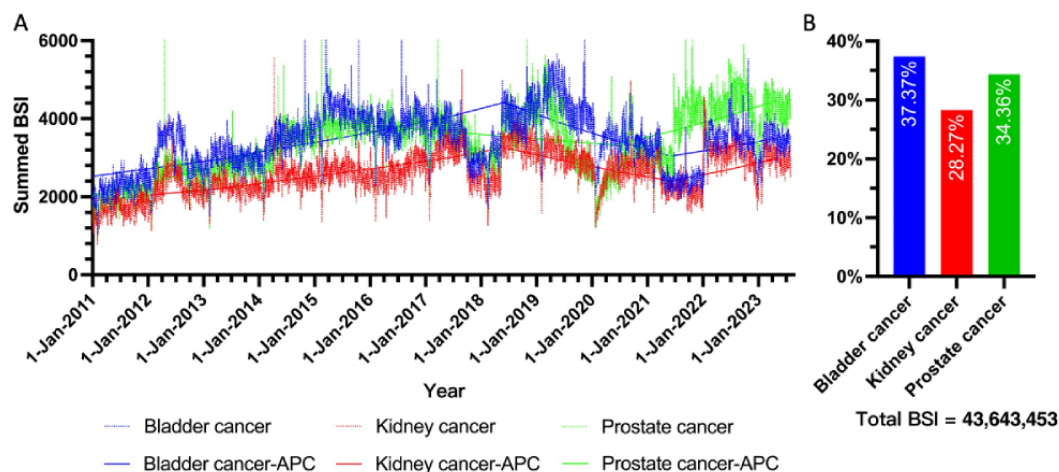 A
6000
4000
2000
0
Summed BSI
1-Jan-2011
1-Jan-2012
1-Jan-2013
1-Jan-2014
1-Jan-2015
1-Jan-2016
1-Jan-2017
1-Jan-2018
1-Jan-2019
1-Jan-2020
1-Jan-2021
1-Jan-2022
1-Jan-2023
Year
Bladder cancer
Kidney cancer
Prostate cancer
Bladder cancer-APC
Kidney cancer-APC
Prostate cancer-APC
B
40%
30%
20%
10%
0%
37.37%
28.27%
34.36%
Bladder cancer
Kidney cancer
Prostate cancer
Total BSI = 43,643,453